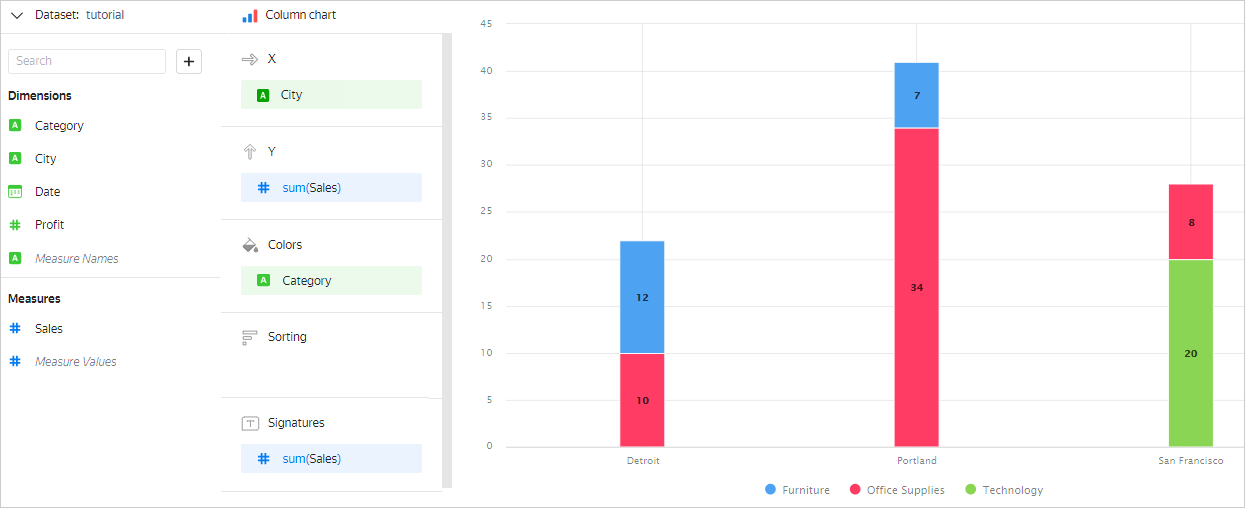 Dataset: tutorial
Search
+
Dimensions
A Category
A City
Date
# Profit
A Measure Names
Measures
# Sales
# Measure Values
Column chart
X
A City
Y
# sum(Sales)
Colors
A Category
Sorting
T Signatures
# sum(Sales)
45
40
35
30
25
20
15
10
5
0
12
10
7
34
8
20
Detroit
Portland
San Francisco
Furniture
Office Supplies
Technology